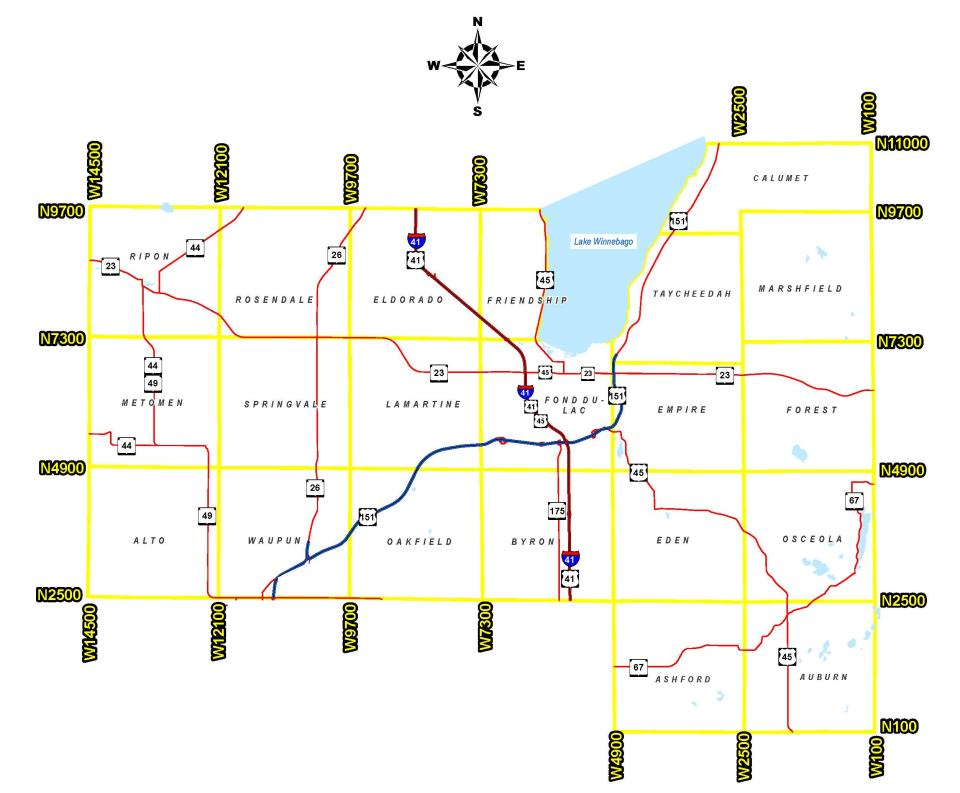 N
W E
S
W2500
W100
W14500
W12100
W9700
W7300
N11000
CALUMET
N9700
N9700
151
Lake Winnebago
41
41
44
26
RIPON
23
45
ROSENDALE
ELDORADO
FRIENDSHIP
TAYCHEEDAH
MARSHFIELD
N7300
N7300
44
49
23
45
23
23
41
41
45
151
METOMEN
SPRINGVALE
LAMARTINE
FOND DU-
LAC
EMPIRE
FOREST
44
N4900
N4900
45
26
67
49
151
175
ALTO
WAUPUN
OAKFIELD
BYRON
EDEN
OSCEOLA
41
41
N2500
N2500
W14500
W12100
W9700
W7300
67
45
ASHFORD
AUBURN
N100
W4900
W2500
W100